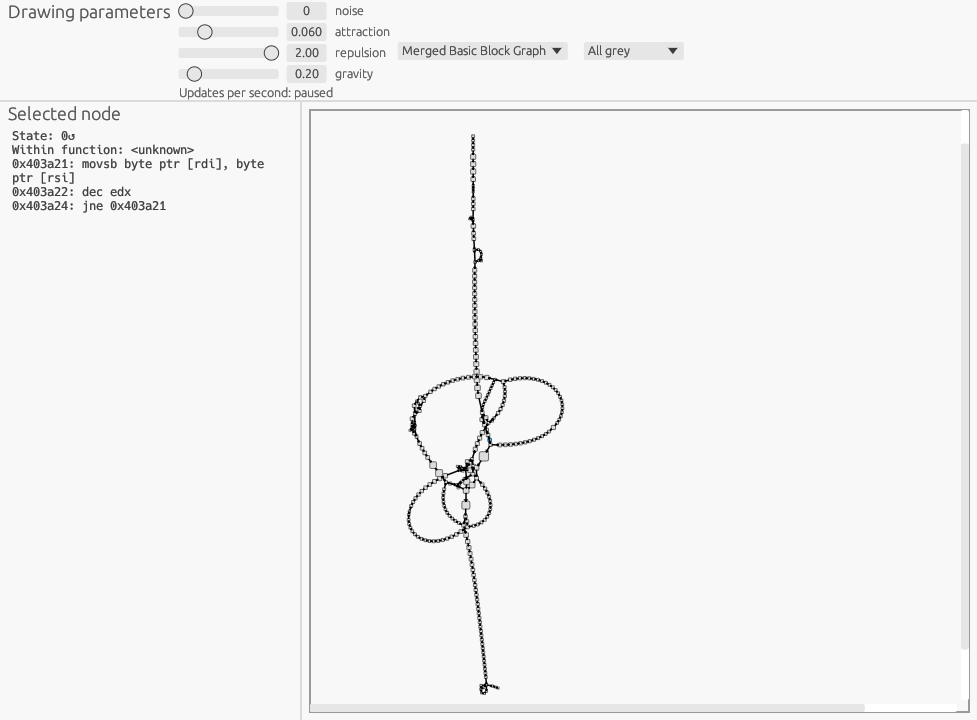 Drawing parameters
0 noise
0.060 attraction
2.00 repulsion Merged Basic Block Graph All grey
0.20 gravity
Updates per second: paused
Selected node
State: 0↺
Within function: <unknown>
0x403a21: movsb byte ptr [rdi], byte
ptr [rsi]
0x403a22: dec edx
0x403a24: jne 0x403a21